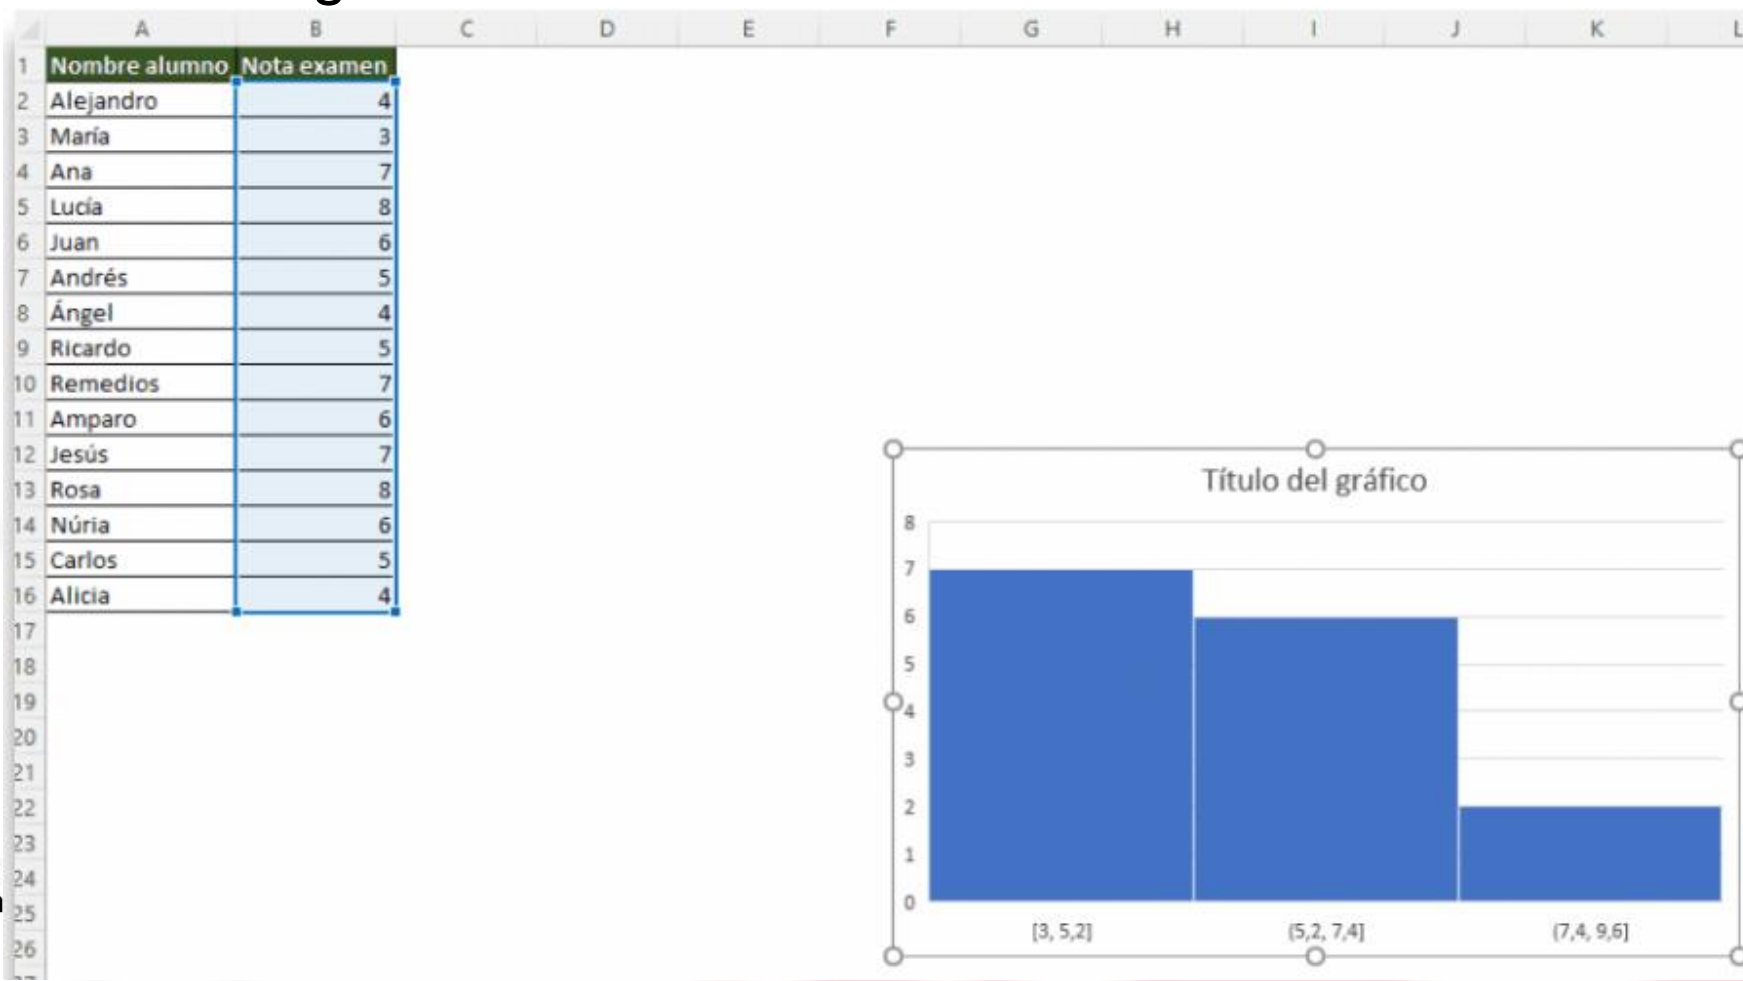 A B C D E F G H I J K L
1 Nombre alumno Nota examen
2 Alejandro 4
3 María 3
4 Ana 7
5 Lucía 8
6 Juan 6
7 Andrés 5
8 Ángel 4
9 Ricardo 5
10 Remedios 7
11 Amparo 6
12 Jesús 7
13 Rosa 8
14 Núria 6
15 Carlos 5
16 Alicia 4
17
18
19
20
21
22
23
24
25
26
Título del gráfico
8
7
6
5
4
3
2
1
0
[3, 5,2] (5,2, 7,4] (7,4, 9,6]